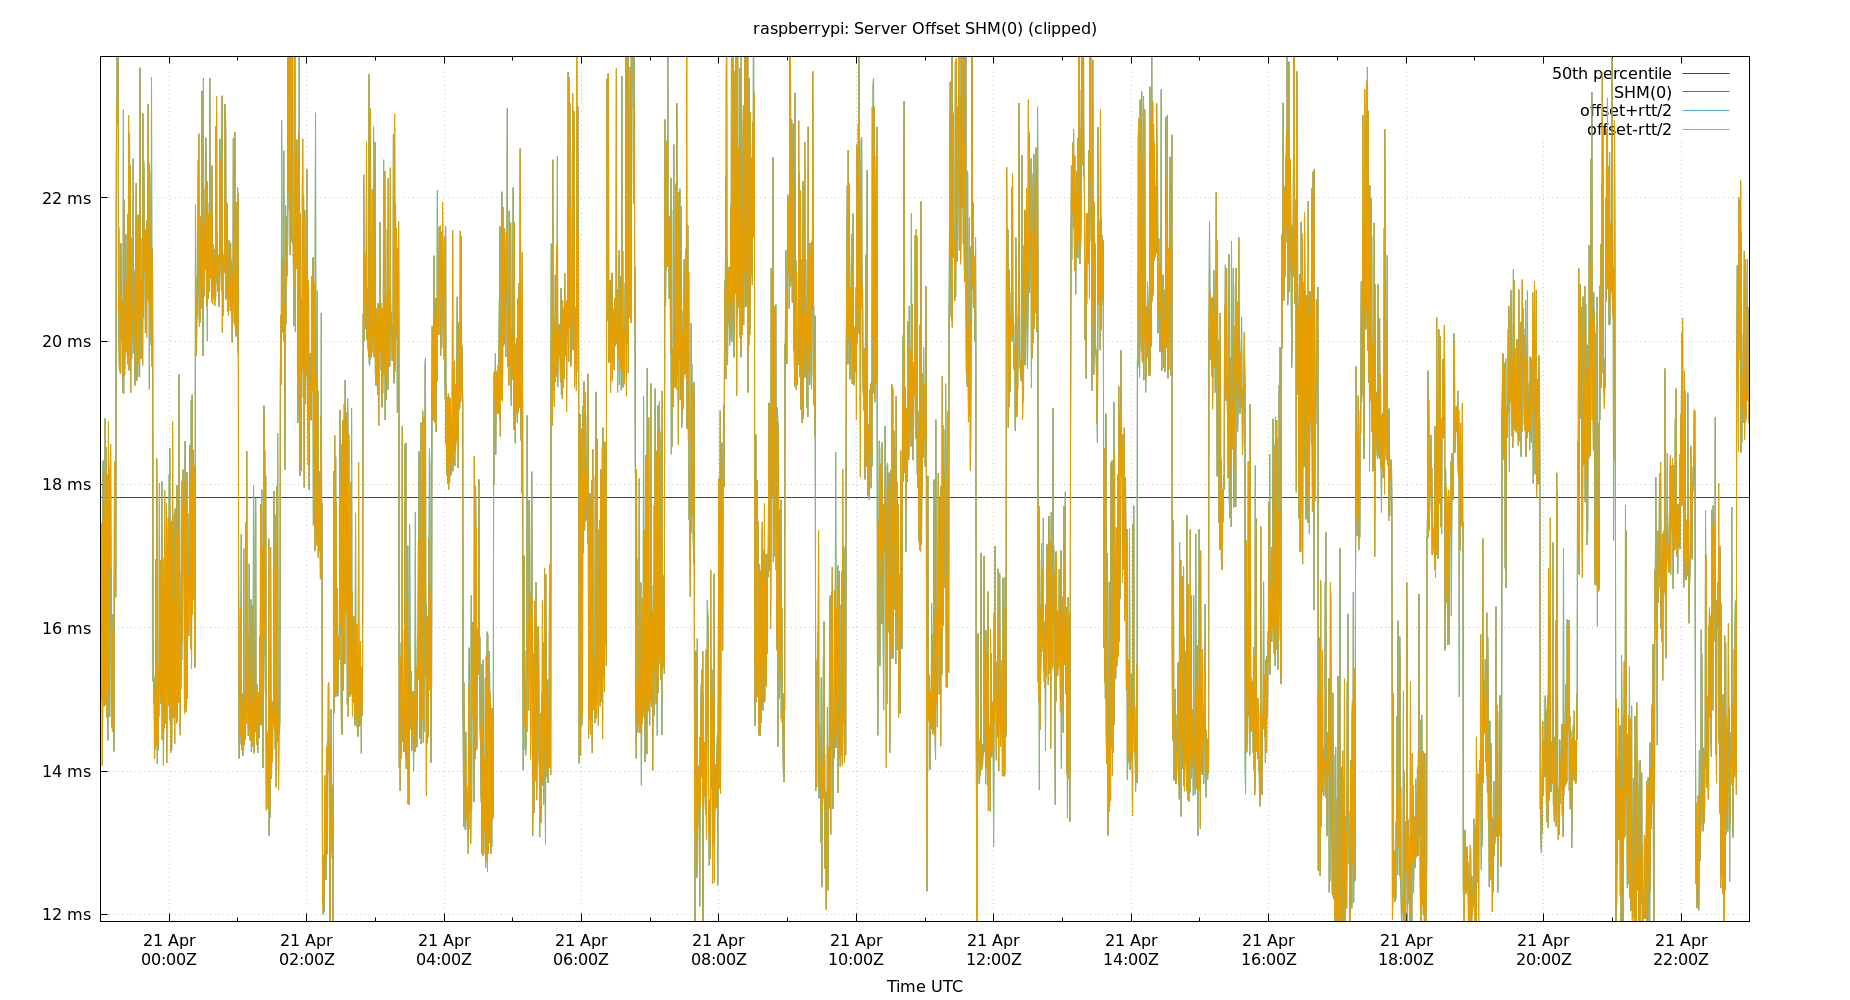 raspberrypi: Server Offset SHM(0) (clipped)
50th percentile
SHM(0)
offset+rtt/2
offset-rtt/2
22 ms
20 ms
18 ms
16 ms
14 ms
12 ms
21 Apr 21 Apr 21 Apr 21 Apr 21 Apr 21 Apr 21 Apr 21 Apr 21 Apr 21 Apr 21 Apr 21 Apr
00:00Z 02:00Z 04:00Z 06:00Z 08:00Z 10:00Z 12:00Z 14:00Z 16:00Z 18:00Z 20:00Z 22:00Z
Time UTC